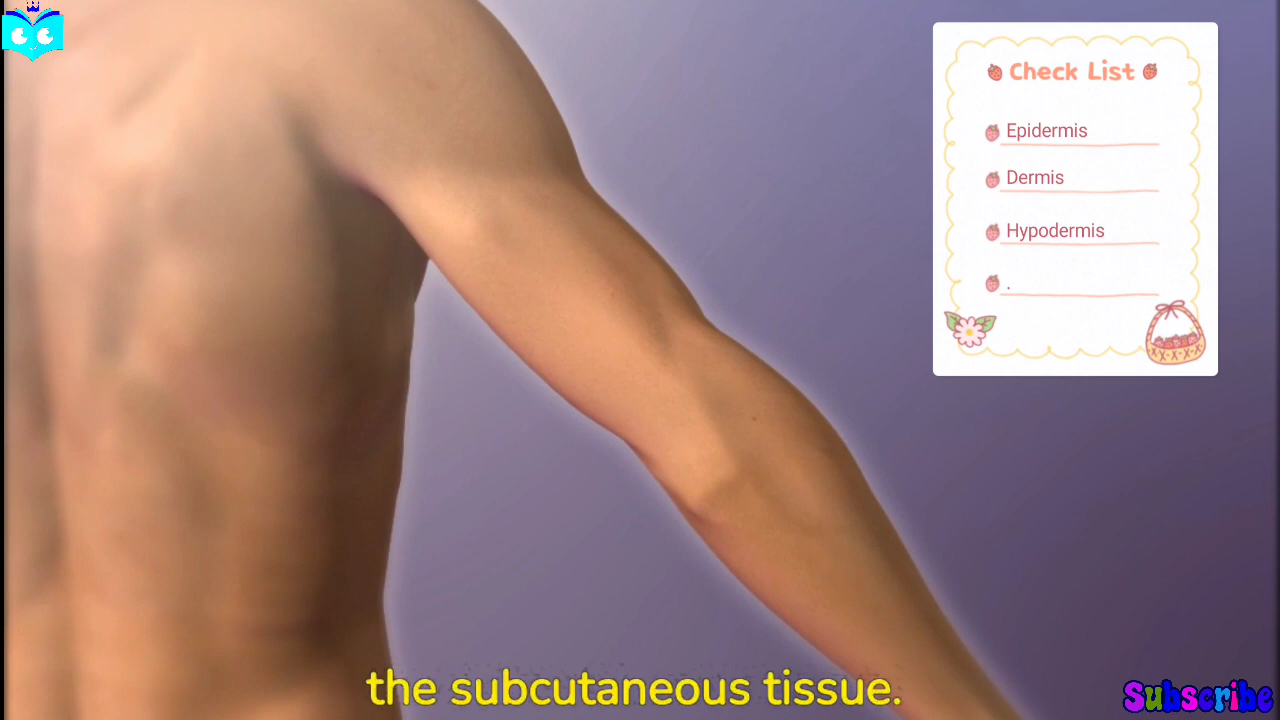 Check List
Epidermis
Dermis
Hypodermis
.
the subcutaneous tissue.
Subscribe